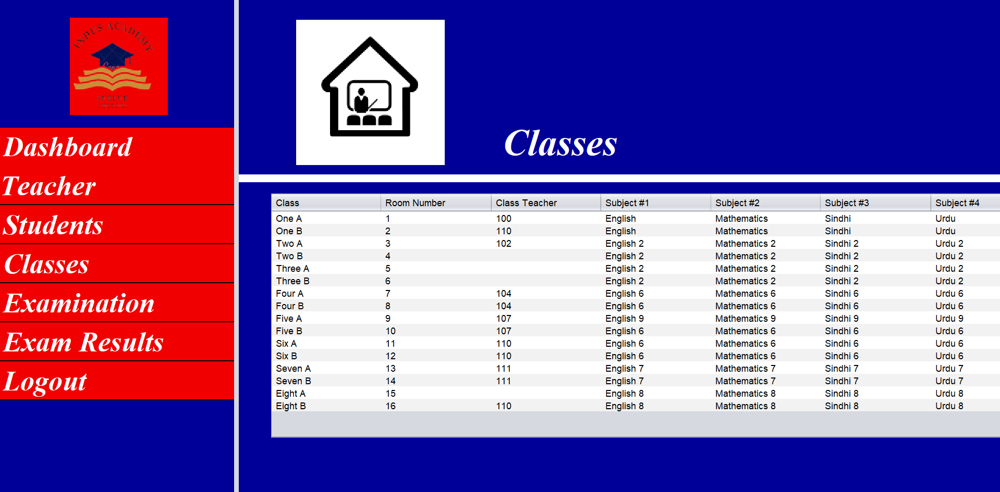 INDUS ACADEMY
Dashboard
Teacher
Students
Classes
Examination
Exam Results
Logout
Classes
Class Room Number Class Teacher Subject #1 Subject #2 Subject #3 Subject #4
One A 1 100 English Mathematics Sindhi Urdu
One B 2 110 English Mathematics Sindhi Urdu
Two A 3 102 English 2 Mathematics 2 Sindhi 2 Urdu 2
Two B 4 English 2 Mathematics 2 Sindhi 2 Urdu 2
Three A 5 English 2 Mathematics 2 Sindhi 2 Urdu 2
Three B 6 English 2 Mathematics 2 Sindhi 2 Urdu 2
Four A 7 104 English 6 Mathematics 6 Sindhi 6 Urdu 6
Four B 8 104 English 6 Mathematics 6 Sindhi 6 Urdu 6
Five A 9 107 English 9 Mathematics 9 Sindhi 9 Urdu 9
Five B 10 107 English 6 Mathematics 6 Sindhi 6 Urdu 6
Six A 11 110 English 6 Mathematics 6 Sindhi 6 Urdu 6
Six B 12 110 English 6 Mathematics 6 Sindhi 6 Urdu 6
Seven A 13 111 English 7 Mathematics 7 Sindhi 7 Urdu 7
Seven B 14 111 English 7 Mathematics 7 Sindhi 7 Urdu 7
Eight A 15 English 8 Mathematics 8 Sindhi 8 Urdu 8
Eight B 16 110 English 8 Mathematics 8 Sindhi 8 Urdu 8